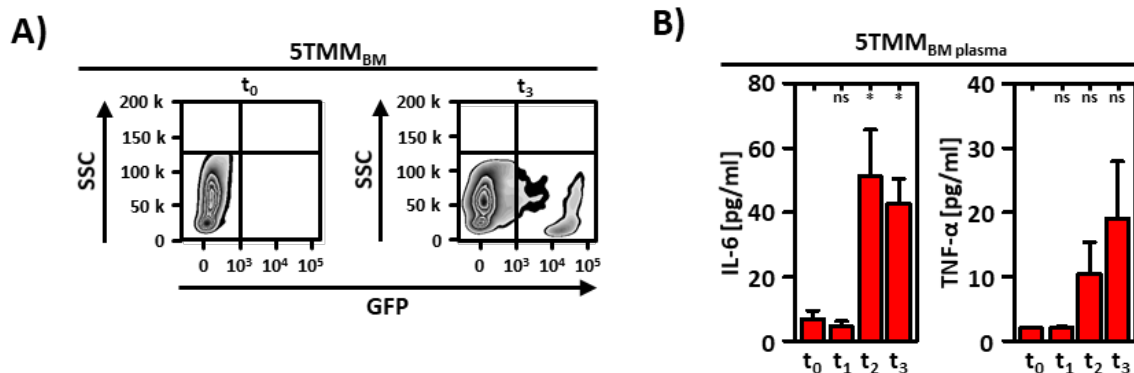 A)
5TMM_BM
t₀
t₃
SSC
200 k
150 k
100 k
50 k
0
0 10³ 10⁴ 10⁵
SSC
200 k
150 k
100 k
50 k
0
0 10³ 10⁴ 10⁵
GFP
B)
5TMM_BM plasma
IL-6 [pg/ml]
80
60
40
20
0
ns * *
t₀ t₁ t₂ t₃
TNF-α [pg/ml]
40
30
20
10
0
ns ns ns
t₀ t₁ t₂ t₃